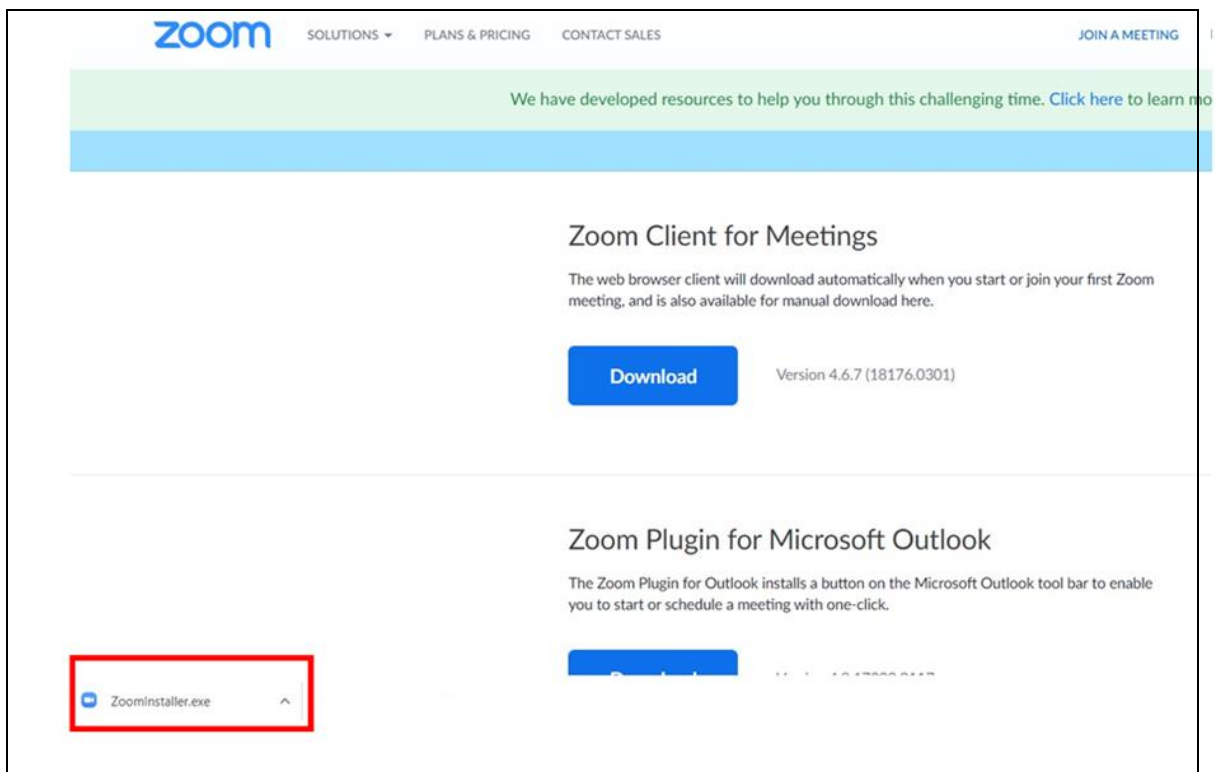 zoom SOLUTIONS PLANS & PRICING CONTACT SALES JOIN A MEETING
We have developed resources to help you through this challenging time. Click here to learn mo
Zoom Client for Meetings
The web browser client will download automatically when you start or join your first Zoom
meeting, and is also available for manual download here.
Download Version 4.6.7 (18176.0301)
Zoom Plugin for Microsoft Outlook
The Zoom Plugin for Outlook installs a button on the Microsoft Outlook tool bar to enable
you to start or schedule a meeting with one-click.
ZoomInstaller.exe